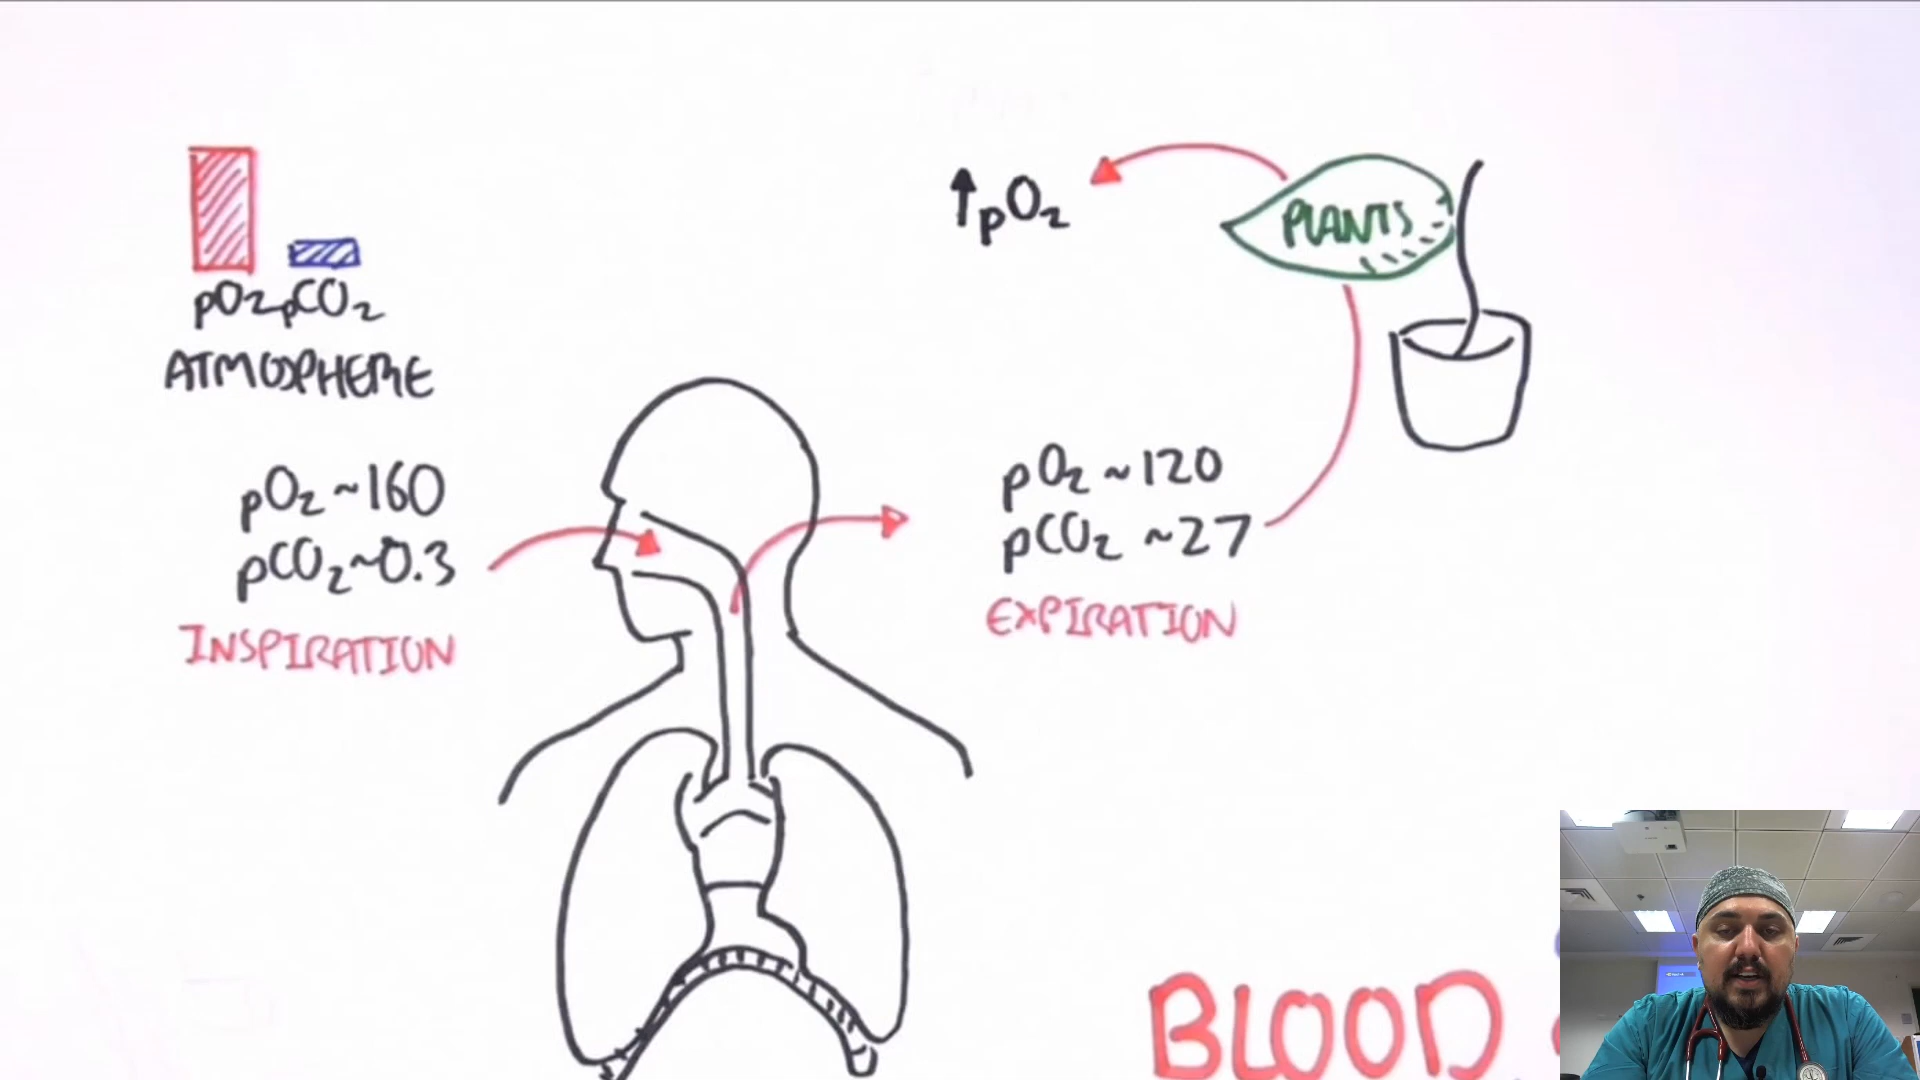 pO₂ pCO₂
ATMOSPHERE
pO₂ ~160
pCO₂ ~0.3
INSPIRATION
↑pO₂
PLANTS
pO₂ ~120
pCO₂ ~27
EXPIRATION
BLOOD